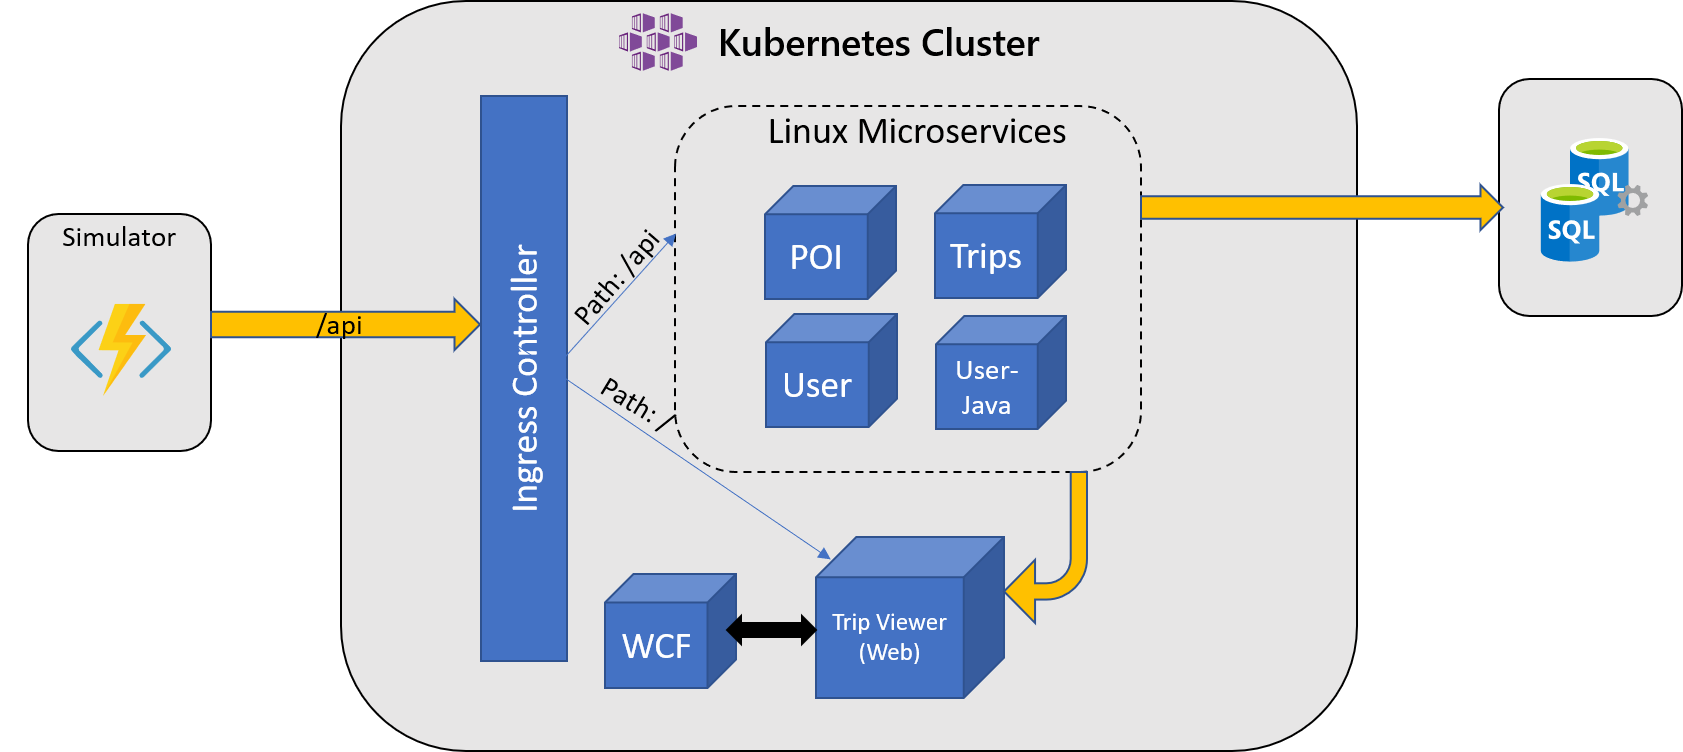 Kubernetes Cluster
Linux Microservices
Simulator
/api
Ingress Controller
Path: /api
Path: /
POI
Trips
User
User-
Java
SQL
SQL
WCF
Trip Viewer
(Web)